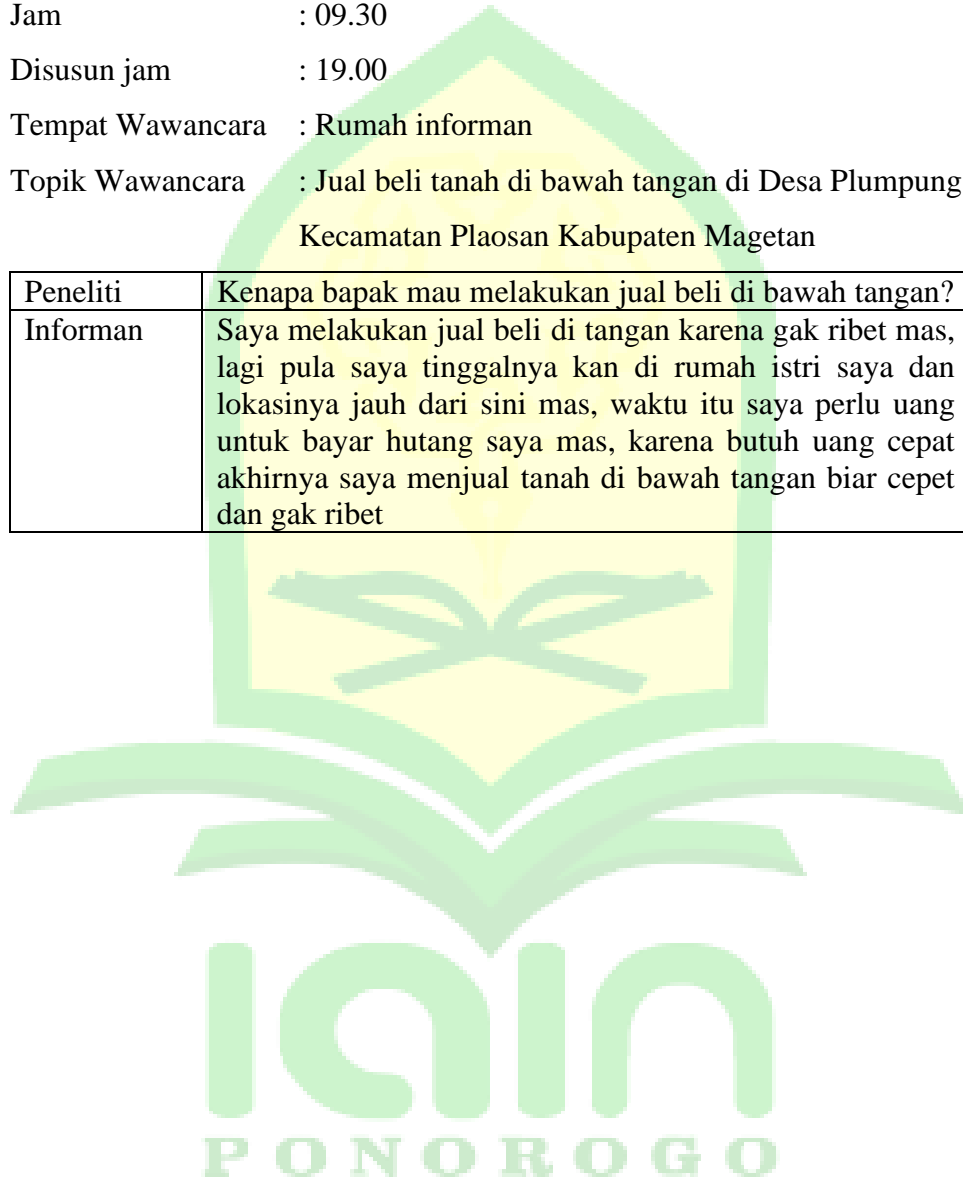 Jam : 09.30
Disusun jam : 19.00
Tempat Wawancara : Rumah informan
Topik Wawancara : Jual beli tanah di bawah tangan di Desa Plumpung
Kecamatan Plaosan Kabupaten Magetan
Peneliti Kenapa bapak mau melakukan jual beli di bawah tangan?
Informan Saya melakukan jual beli di tangan karena gak ribet mas,
lagi pula saya tinggalnya kan di rumah istri saya dan
lokasinya jauh dari sini mas, waktu itu saya perlu uang
untuk bayar hutang saya mas, karena butuh uang cepat
akhirnya saya menjual tanah di bawah tangan biar cepet
dan gak ribet
iain
PONOROGO